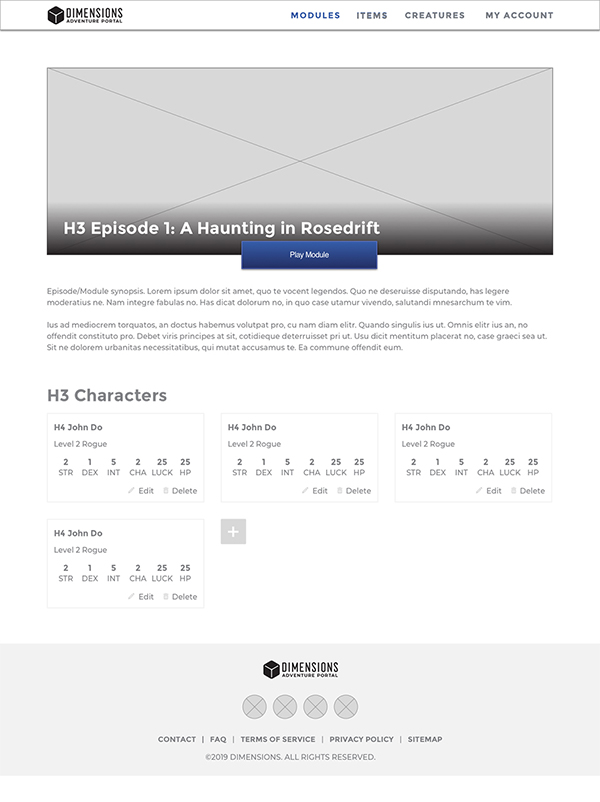 DIMENSIONS
ADVENTURE PORTAL
MODULES ITEMS CREATURES MY ACCOUNT
H3 Episode 1: A Haunting in Rosedrift
Play Module
Episode/Module synopsis. Lorem ipsum dolor sit amet, quo te vocent legendos. Quo ne deseruisse disputando, has legere
moderatius ne. Nam integre fabulas no. Has dicat dolorum no, in quo case utamur vivendo, salutandi mnesarchum te vim.
Ius ad mediocrem torquatos, an doctus habemus volutpat pro, cu nam diam elitr. Quando singulis ius ut. Omnis elitr ius an, no
offendit constituto pro. Debet viris principes at sit, cotidieque deterruisset pri ut. Usu dicit mentitum placerat no, case graeci sea ut.
Sit ne dolorem urbanitas necessitatibus, qui mutat accusamus te. Ea commune offendit eum.
H3 Characters
H4 John Do
Level 2 Rogue
2 1 5 2 25 25
STR DEX INT CHA LUCK HP
Edit Delete
H4 John Do
Level 2 Rogue
2 1 5 2 25 25
STR DEX INT CHA LUCK HP
Edit Delete
H4 John Do
Level 2 Rogue
2 1 5 2 25 25
STR DEX INT CHA LUCK HP
Edit Delete
H4 John Do
Level 2 Rogue
2 1 5 2 25 25
STR DEX INT CHA LUCK HP
Edit Delete
+
DIMENSIONS
ADVENTURE PORTAL
CONTACT | FAQ | TERMS OF SERVICE | PRIVACY POLICY | SITEMAP
©2019 DIMENSIONS. ALL RIGHTS RESERVED.